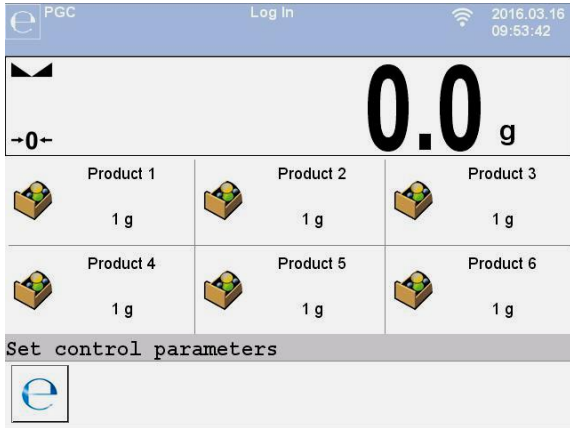 PGC Log In 2016.03.16
09:53:42
0.0 g
→0←
Product 1 Product 2 Product 3
1 g 1 g 1 g
Product 4 Product 5 Product 6
1 g 1 g 1 g
Set control parameters
e